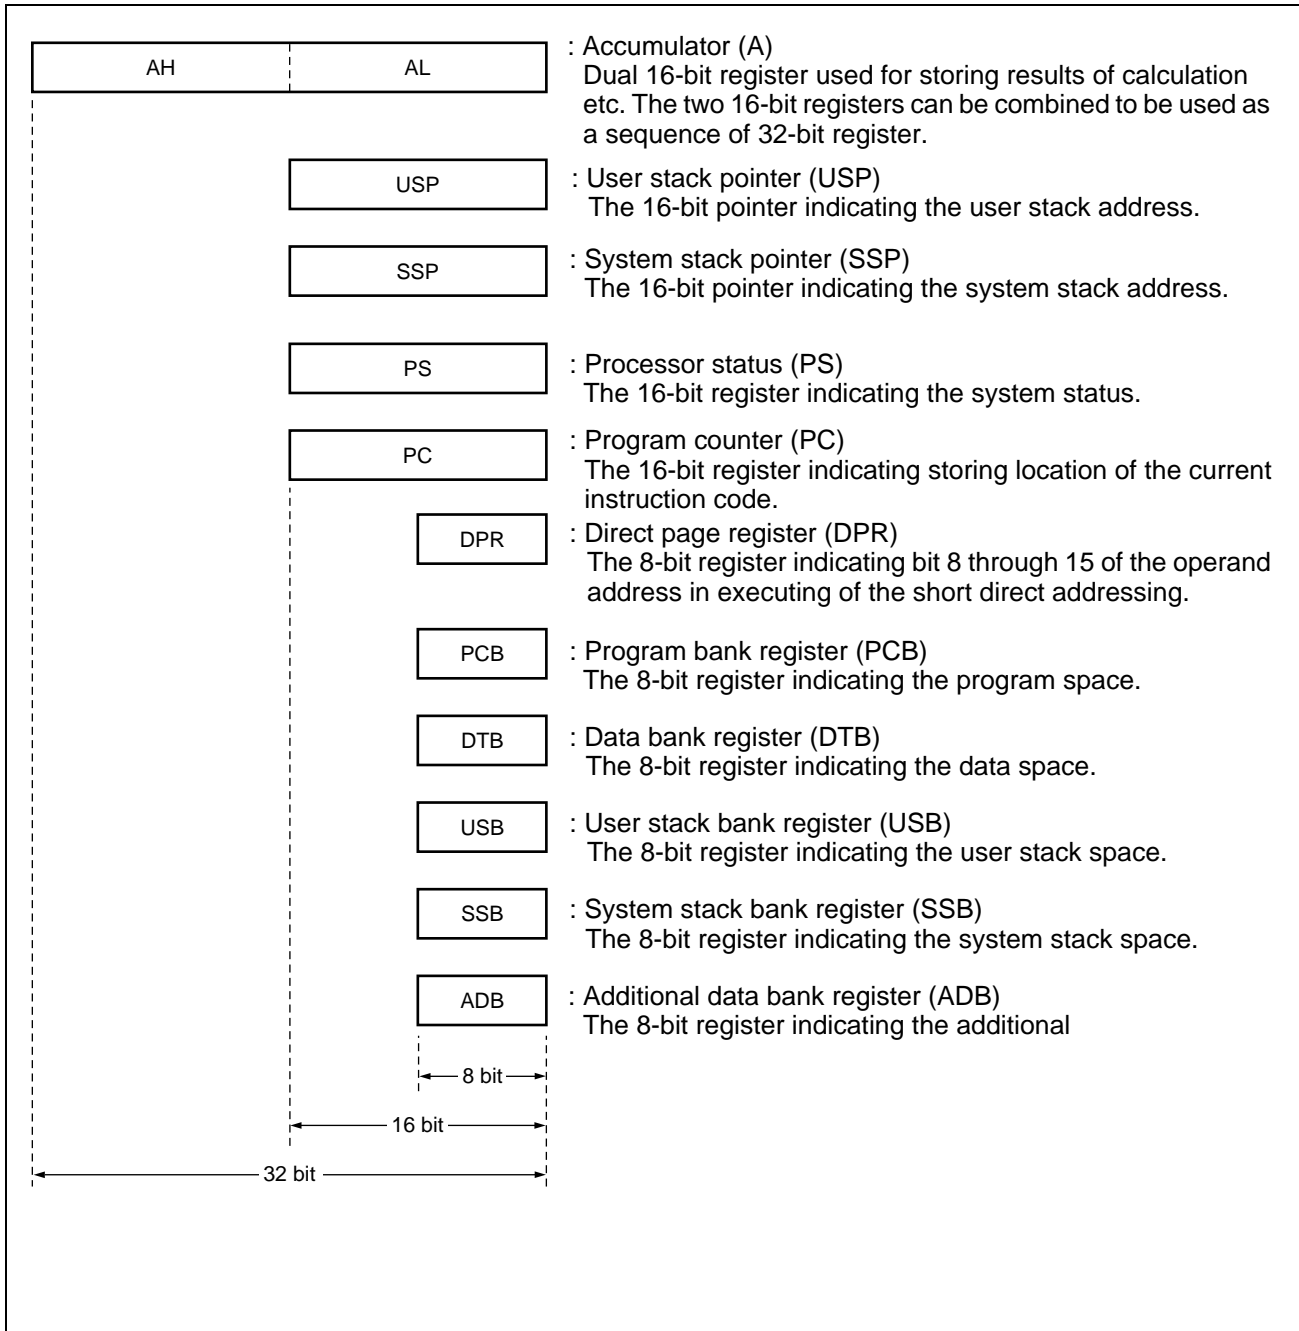 AH
AL
: Accumulator (A)
Dual 16-bit register used for storing results of calculation
etc. The two 16-bit registers can be combined to be used as
a sequence of 32-bit register.
USP
: User stack pointer (USP)
The 16-bit pointer indicating the user stack address.
SSP
: System stack pointer (SSP)
The 16-bit pointer indicating the system stack address.
PS
: Processor status (PS)
The 16-bit register indicating the system status.
PC
: Program counter (PC)
The 16-bit register indicating storing location of the current
instruction code.
DPR
: Direct page register (DPR)
The 8-bit register indicating bit 8 through 15 of the operand
address in executing of the short direct addressing.
PCB
: Program bank register (PCB)
The 8-bit register indicating the program space.
DTB
: Data bank register (DTB)
The 8-bit register indicating the data space.
USB
: User stack bank register (USB)
The 8-bit register indicating the user stack space.
SSB
: System stack bank register (SSB)
The 8-bit register indicating the system stack space.
ADB
: Additional data bank register (ADB)
The 8-bit register indicating the additional
8 bit
16 bit
32 bit